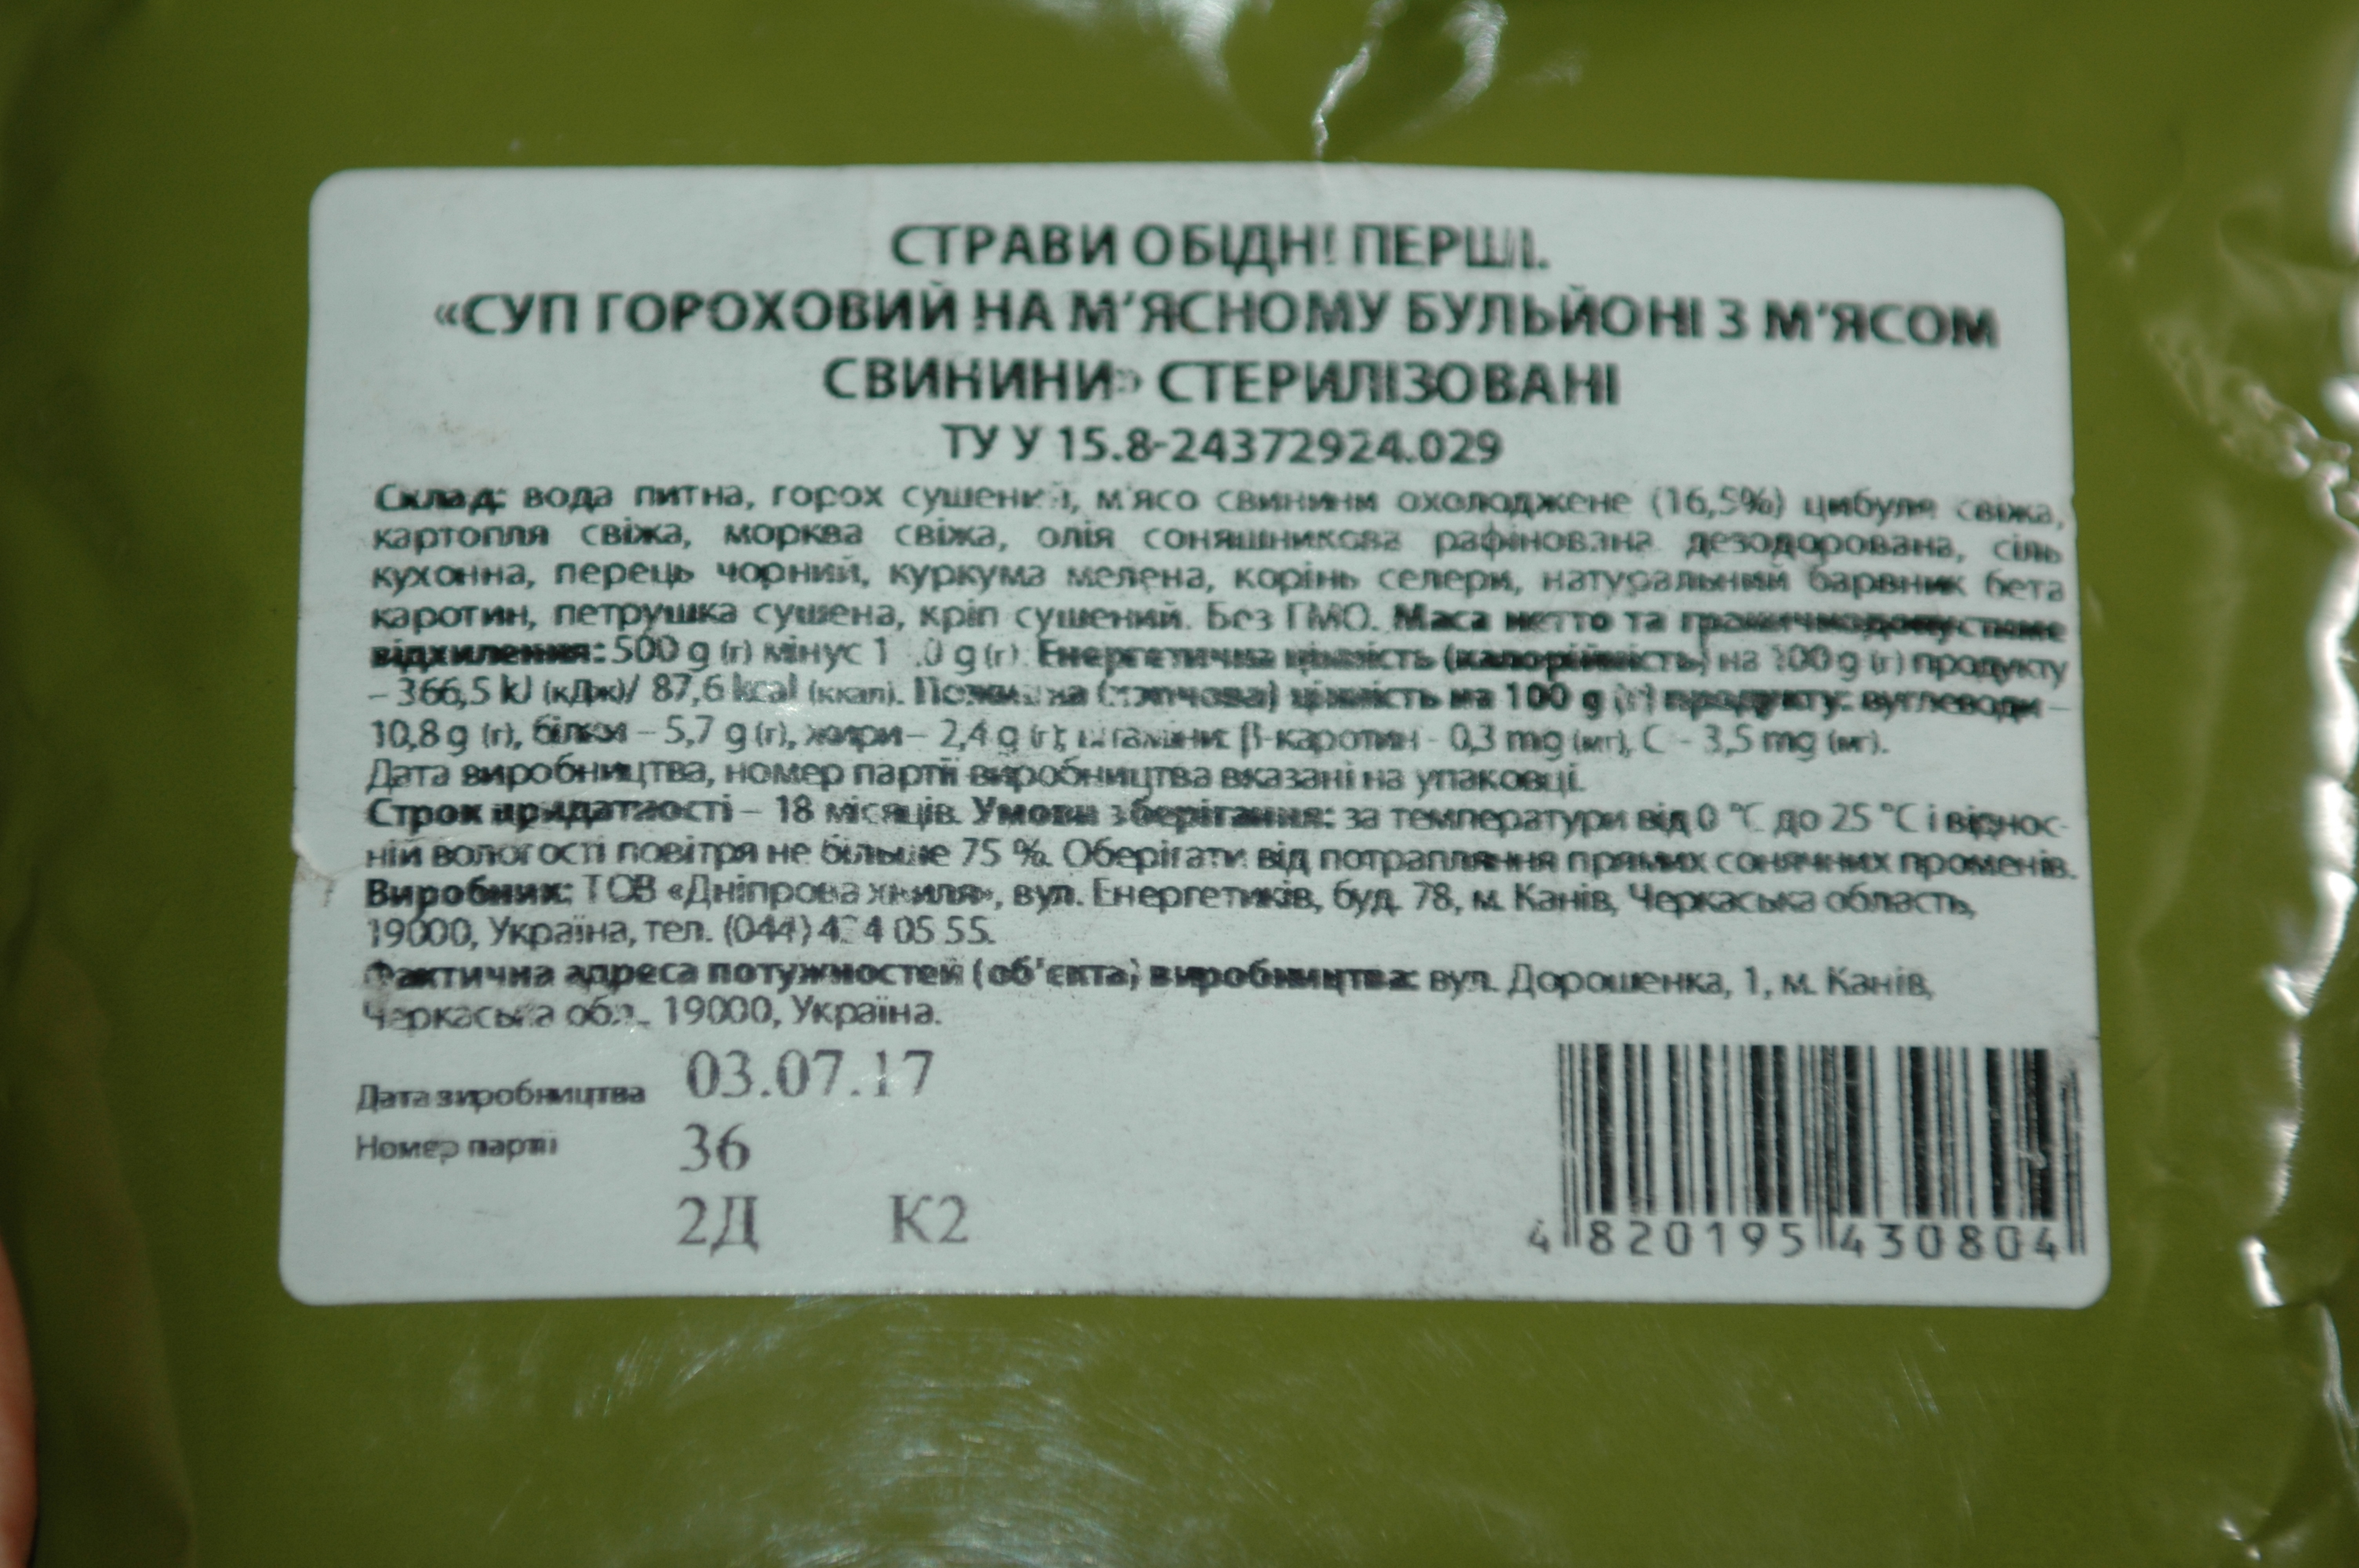 СТРАВИ ОБІДНІ ПЕРШІ.
«СУП ГОРОХОВИЙ НА М'ЯСНОМУ БУЛЬЙОНІ З М'ЯСОМ
СВИНИНИ» СТЕРИЛІЗОВАНІ
ТУ У 15.8-24372924.029
Склад: вода питна, горох сушений, м'ясо свинини охолоджене (16,5%) цибуля свіжа,
картопля свіжа, морква свіжа, олія соняшникова рафінована дезодорована, сіль
кухонна, перець чорний, куркума мелена, корінь селери, натуральний барвник бета
каротин, петрушка сушена, кріп сушений. Без ГМО. Маса нетто та гранично допустиме
відхилення: 500 g (г) мінус g (г). Енергетична цінність (калорійність) на 100 g (г) продукту
– 366,5 kJ (кДж)/ 87,6 kcal (ккал). Поживна (харчова) цінність на 100 g (г) продукту: вуглеводи –
10,8 g (г), білки – 5,7 g (г), жири – 2,4 g (г); вітаміни: β-каротин - 0,3 mg (мг), С - 3,5 mg (мг).
Дата виробництва, номер партії виробництва вказані на упаковці.
Строк придатності – 18 місяців. Умови зберігання: за температури від 0 °С до 25 °С і віднос-
ній вологості повітря не більше 75 %. Оберігати від потрапляння прямих сонячних променів.
Виробник: ТОВ «Дніпрова хвиля», вул. Енергетиків, буд. 78, м. Канів, Черкаська область,
19000, Україна, тел. (044) 05 55.
Фактична адреса потужностей (об'єкта) виробництва: вул. Дорошенка, 1, м. Канів,
Черкаська обл., 19000, Україна.
Дата виробництва 03.07.17
Номер партії 36
2Д К2
4 820195 430804